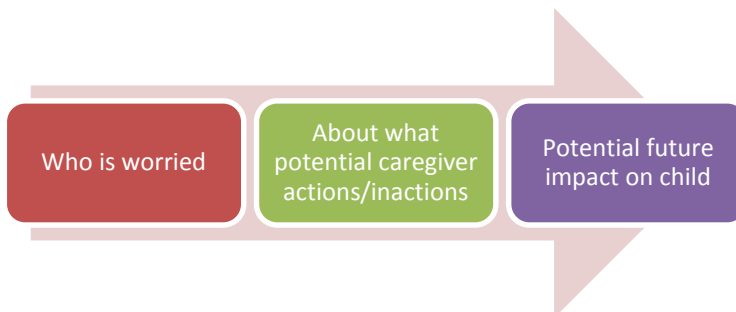 Who is worried
About what
potential caregiver
actions/inactions
Potential future
impact on child